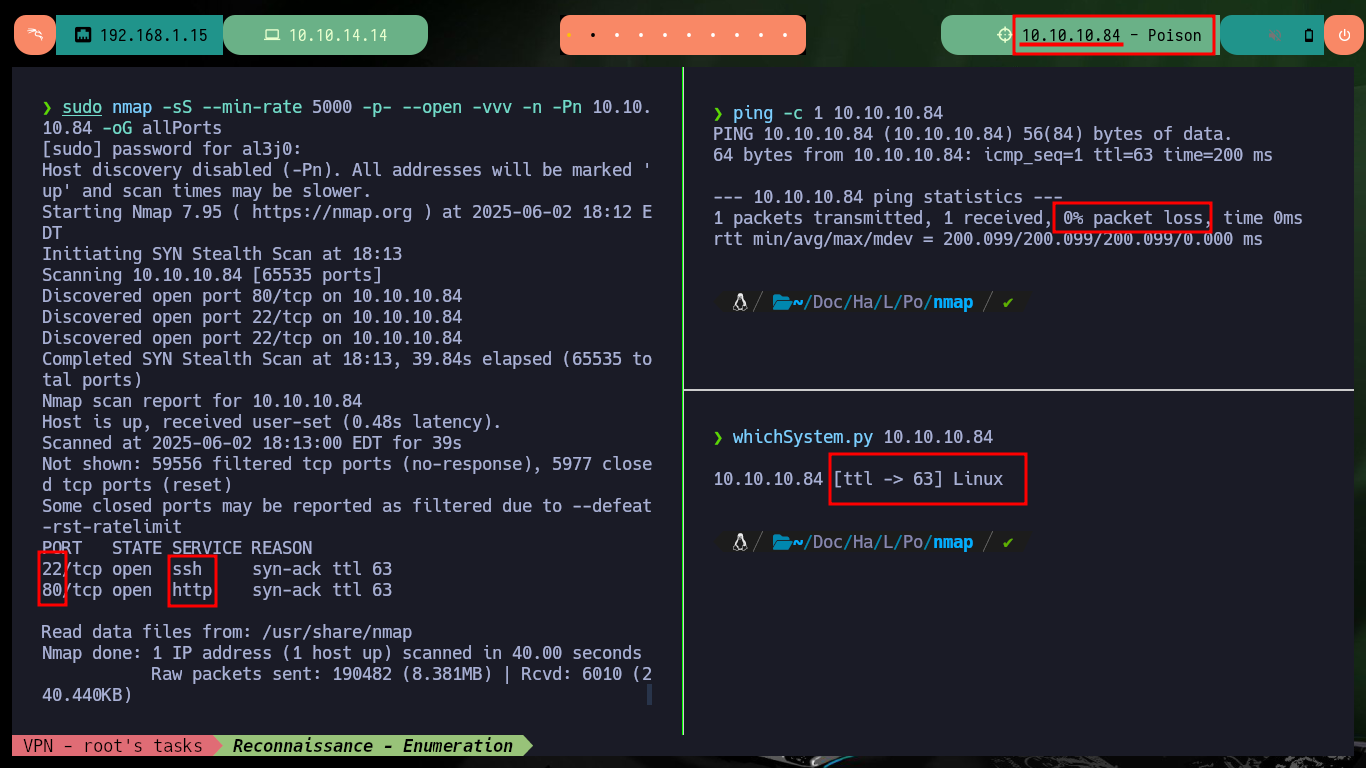 192.168.1.15
10.10.14.14
10.10.10.84 - Poison
❯ sudo nmap -sS --min-rate 5000 -p- --open -vvv -n -Pn 10.10.
10.84 -oG allPorts
[sudo] password for al3j0:
Host discovery disabled (-Pn). All addresses will be marked '
up' and scan times may be slower.
Starting Nmap 7.95 ( https://nmap.org ) at 2025-06-02 18:12 E
DT
Initiating SYN Stealth Scan at 18:13
Scanning 10.10.10.84 [65535 ports]
Discovered open port 80/tcp on 10.10.10.84
Discovered open port 22/tcp on 10.10.10.84
Discovered open port 22/tcp on 10.10.10.84
Completed SYN Stealth Scan at 18:13, 39.84s elapsed (65535 to
tal ports)
Nmap scan report for 10.10.10.84
Host is up, received user-set (0.48s latency).
Scanned at 2025-06-02 18:13:00 EDT for 39s
Not shown: 59556 filtered tcp ports (no-response), 5977 close
d tcp ports (reset)
Some closed ports may be reported as filtered due to --defeat
-rst-ratelimit
PORT   STATE SERVICE REASON
22/tcp open  ssh     syn-ack ttl 63
80/tcp open  http    syn-ack ttl 63
Read data files from: /usr/share/nmap
Nmap done: 1 IP address (1 host up) scanned in 40.00 seconds
Raw packets sent: 190482 (8.381MB) | Rcvd: 6010 (2
40.440KB)
❯ ping -c 1 10.10.10.84
PING 10.10.10.84 (10.10.10.84) 56(84) bytes of data.
64 bytes from 10.10.10.84: icmp_seq=1 ttl=63 time=200 ms
--- 10.10.10.84 ping statistics ---
1 packets transmitted, 1 received, 0% packet loss, time 0ms
rtt min/avg/max/mdev = 200.099/200.099/200.099/0.000 ms
/ ~/Doc/Ha/L/Po/nmap / ✔
❯ whichSystem.py 10.10.10.84
10.10.10.84 [ttl -> 63] Linux
/ ~/Doc/Ha/L/Po/nmap / ✔
VPN - root's tasks
Reconnaissance - Enumeration